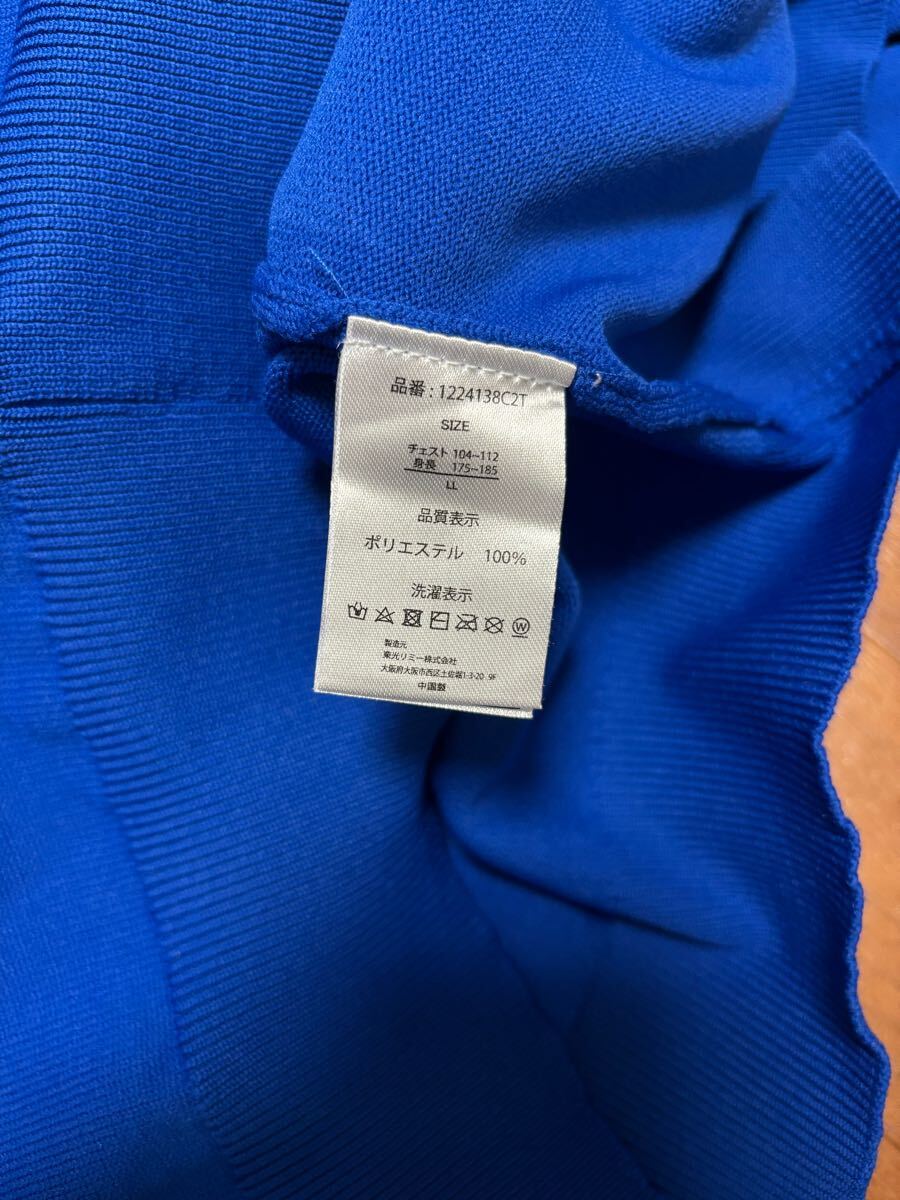 品番：1224138C2T
SIZE
チェスト 104~112
身長 175~185
LL
品質表示
ポリエステル 100%
洗濯表示
W
製造元
東光リミー株式会社
大阪府大阪市西区土佐堀1-3-20 9F
中国製